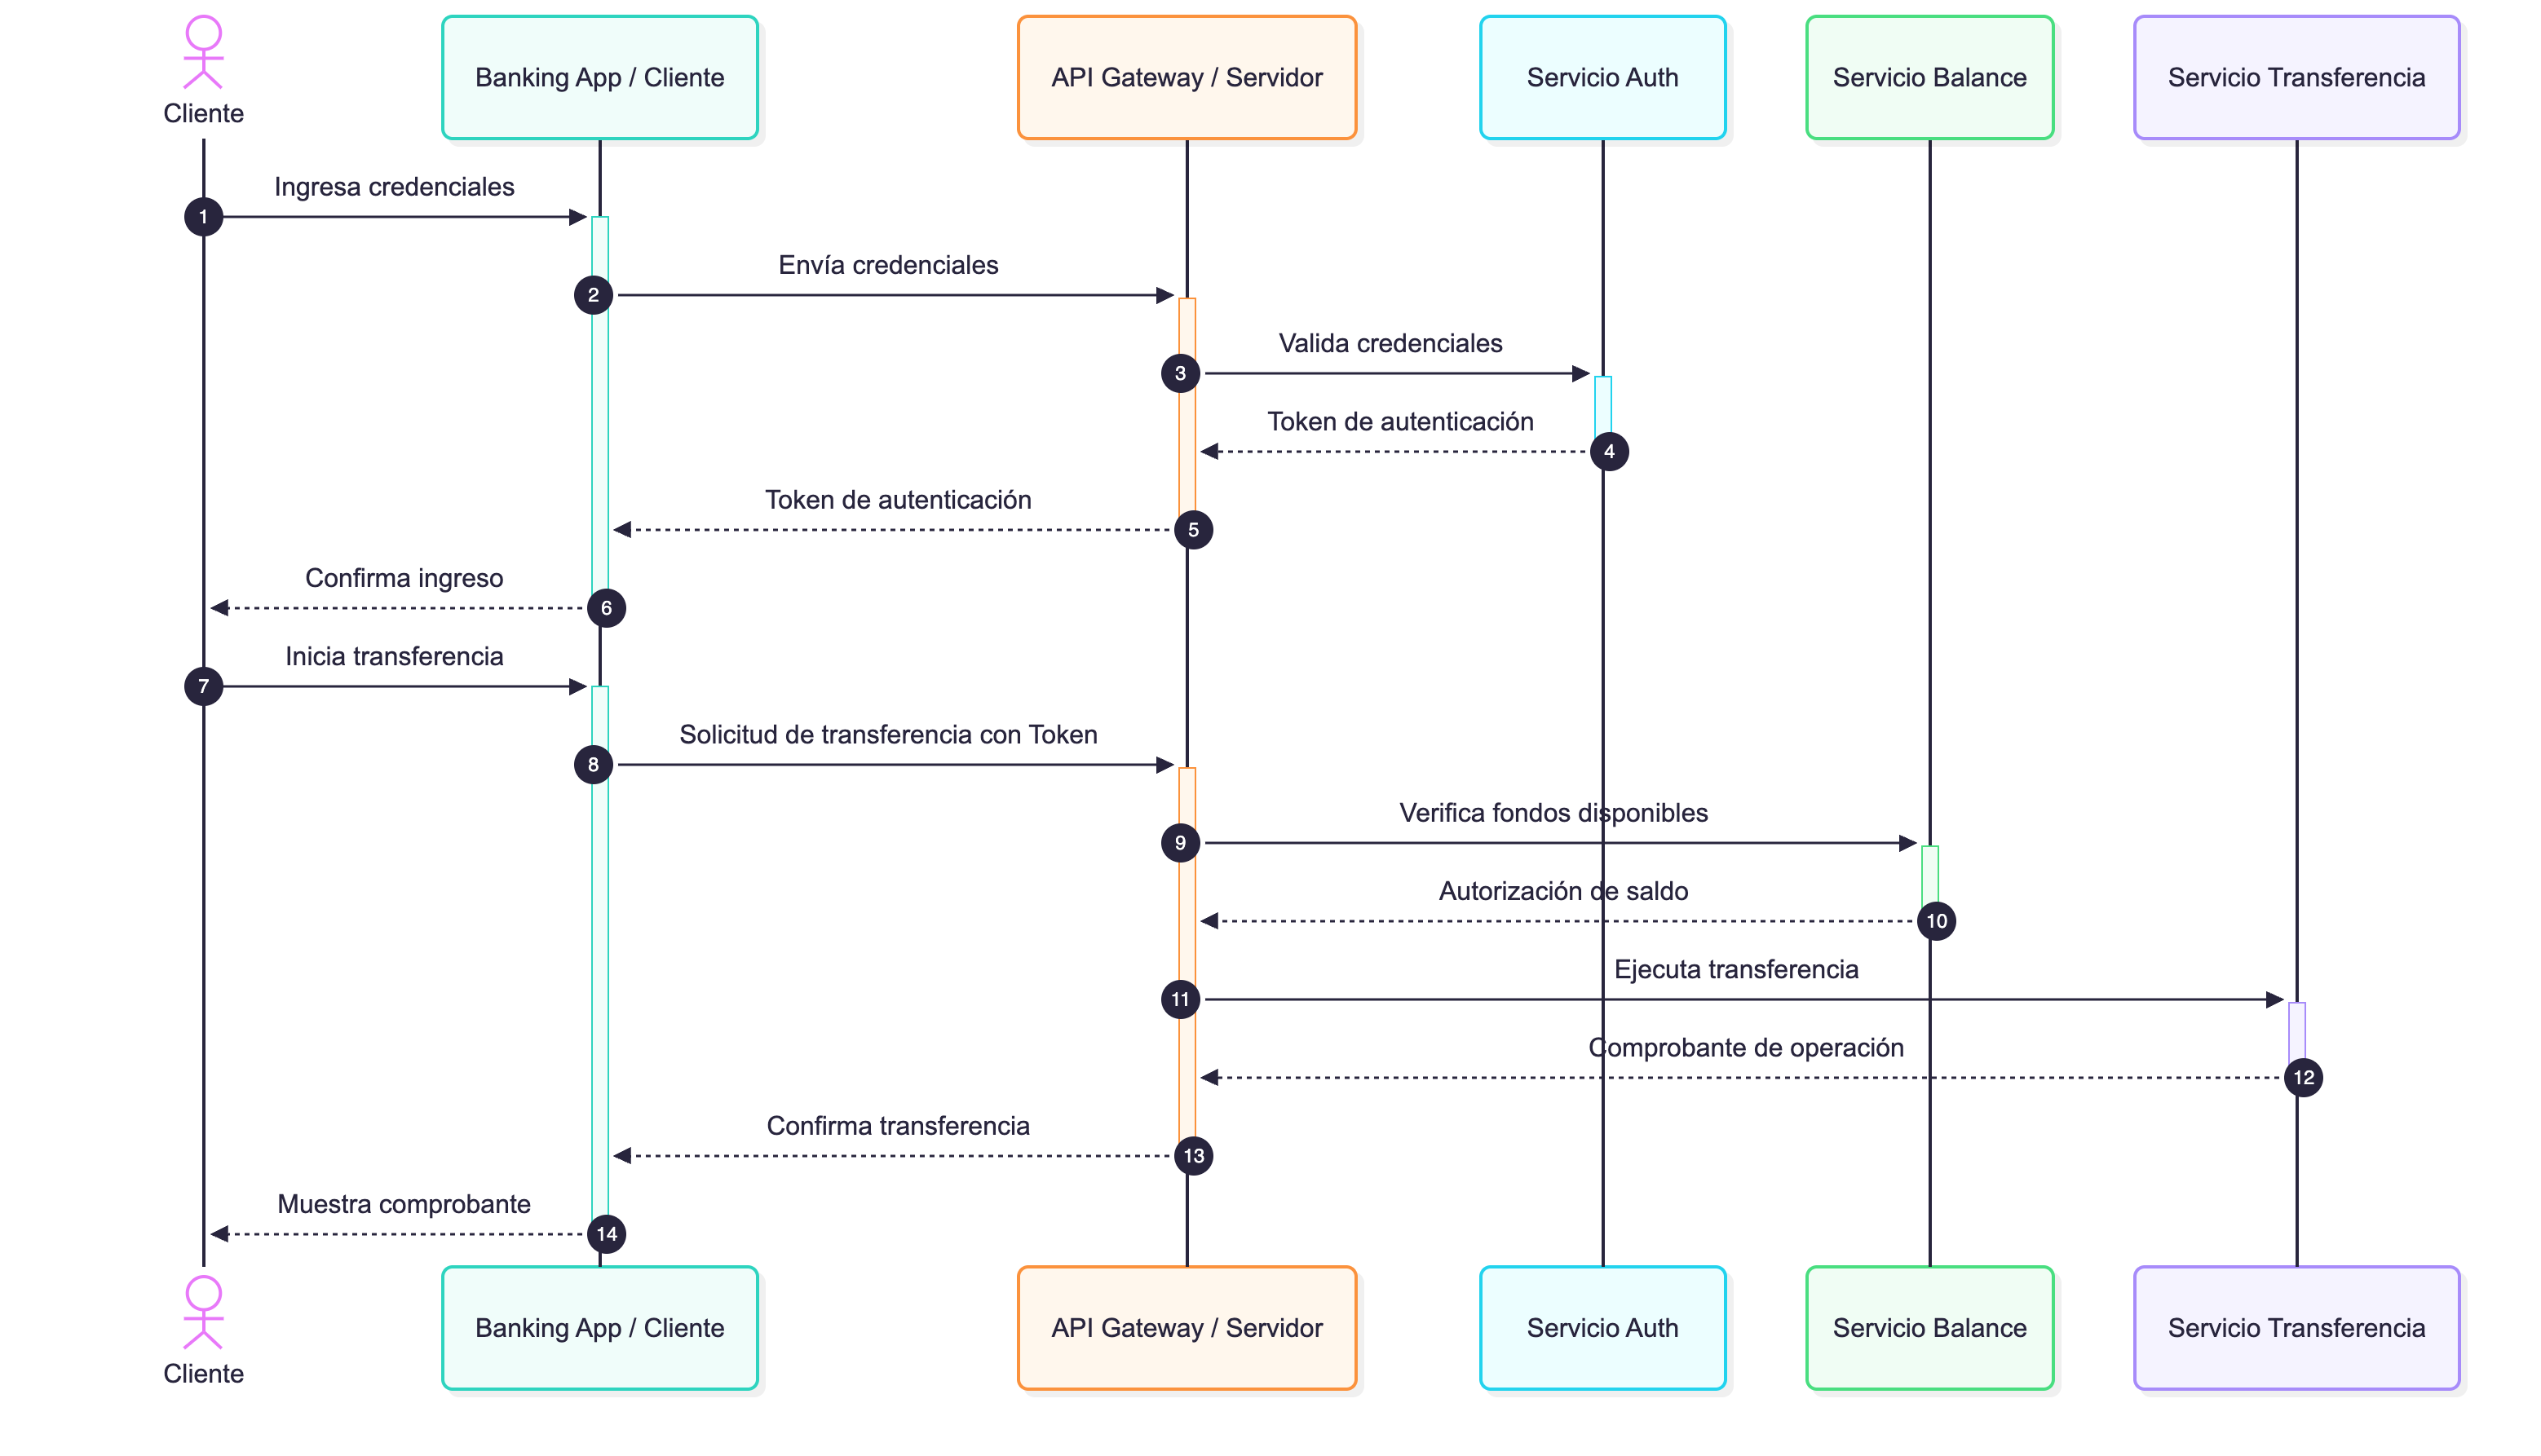 Cliente
Banking App / Cliente
API Gateway / Servidor
Servicio Auth
Servicio Balance
Servicio Transferencia
Ingresa credenciales
1
Envía credenciales
2
Valida credenciales
3
Token de autenticación
4
Token de autenticación
5
Confirma ingreso
6
Inicia transferencia
7
Solicitud de transferencia con Token
8
Verifica fondos disponibles
9
Autorización de saldo
10
Ejecuta transferencia
11
Comprobante de operación
12
Confirma transferencia
13
Muestra comprobante
14
Cliente
Banking App / Cliente
API Gateway / Servidor
Servicio Auth
Servicio Balance
Servicio Transferencia